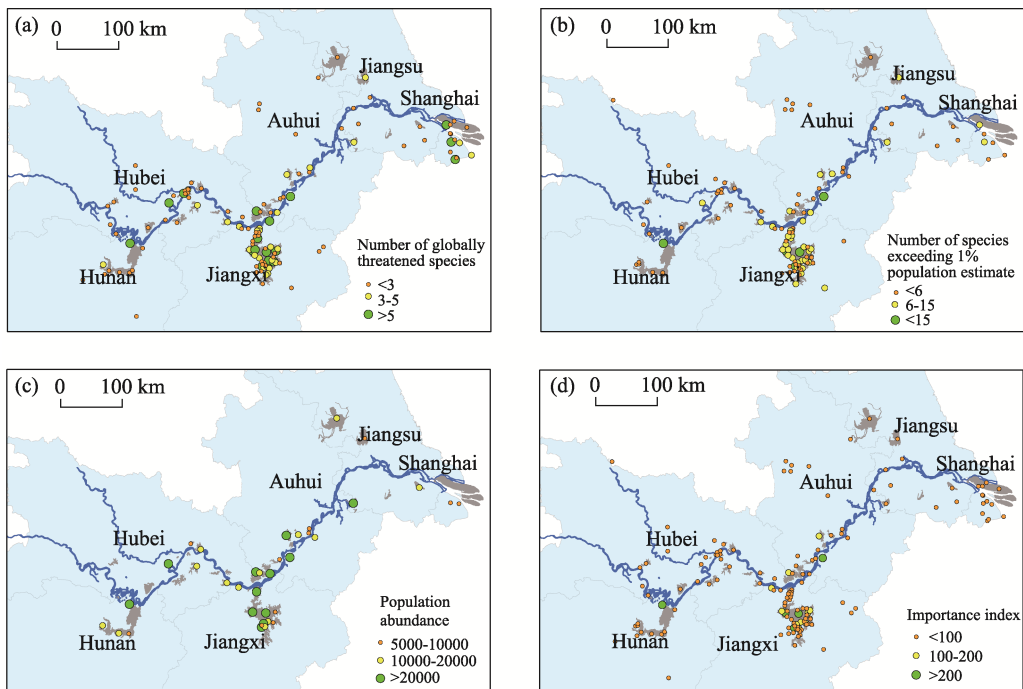 (a)
0 100 km
Jiangsu
Shanghai
Auhui
Hubei
Hunan
Jiangxi
Number of globally
threatened species
<3
3-5
>5
(b)
0 100 km
Jiangsu
Shanghai
Auhui
Hubei
Hunan
Jiangxi
Number of species
exceeding 1%
population estimate
<6
6-15
<15
(c)
0 100 km
Jiangsu
Shanghai
Auhui
Hubei
Hunan
Jiangxi
Population
abundance
5000-10000
10000-20000
>20000
(d)
0 100 km
Jiangsu
Shanghai
Auhui
Hubei
Hunan
Jiangxi
Importance index
<100
100-200
>200